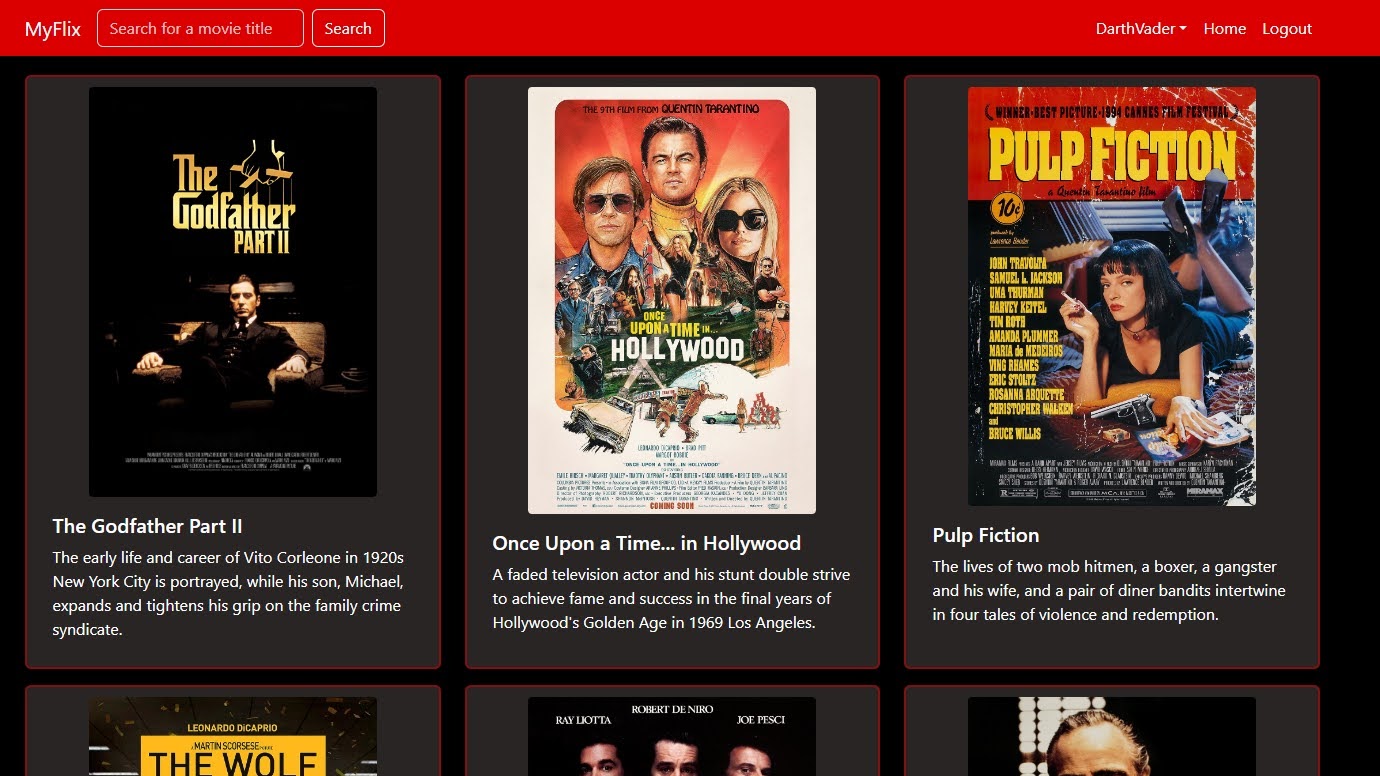 MyFlix
Search for a movie title
Search
DarthVader
Home
Logout
The
Godfather
PART II
The Godfather Part II
The early life and career of Vito Corleone in 1920s
New York City is portrayed, while his son, Michael,
expands and tightens his grip on the family crime
syndicate.
THE 9TH FILM FROM QUENTIN TARANTINO
ONCE
UPON A TIME IN...
HOLLYWOOD
LEONARDO DiCAPRIO • BRAD PITT
MARGOT ROBBIE
"ONCE UPON A TIME... IN HOLLYWOOD"
COMING SOON
Once Upon a Time... in Hollywood
A faded television actor and his stunt double strive
to achieve fame and success in the final years of
Hollywood's Golden Age in 1969 Los Angeles.
WINNER-BEST PICTURE-1994 CANNES FILM FESTIVAL
PULP FICTION
a Quentin Tarantino film
10¢
produced by
Lawrence Bender
JOHN TRAVOLTA
SAMUEL L. JACKSON
UMA THURMAN
HARVEY KEITEL
TIM ROTH
AMANDA PLUMMER
MARIA de MEDEIROS
VING RHAMES
ERIC STOLTZ
ROSANNA ARQUETTE
CHRISTOPHER WALKEN
and
BRUCE WILLIS
MIRAMAX
Pulp Fiction
The lives of two mob hitmen, a boxer, a gangster
and his wife, and a pair of diner bandits intertwine
in four tales of violence and redemption.
LEONARDO DiCAPRIO
A MARTIN SCORSESE PICTURE
THE WOLF
RAY LIOTTA
ROBERT DE NIRO
JOE PESCI